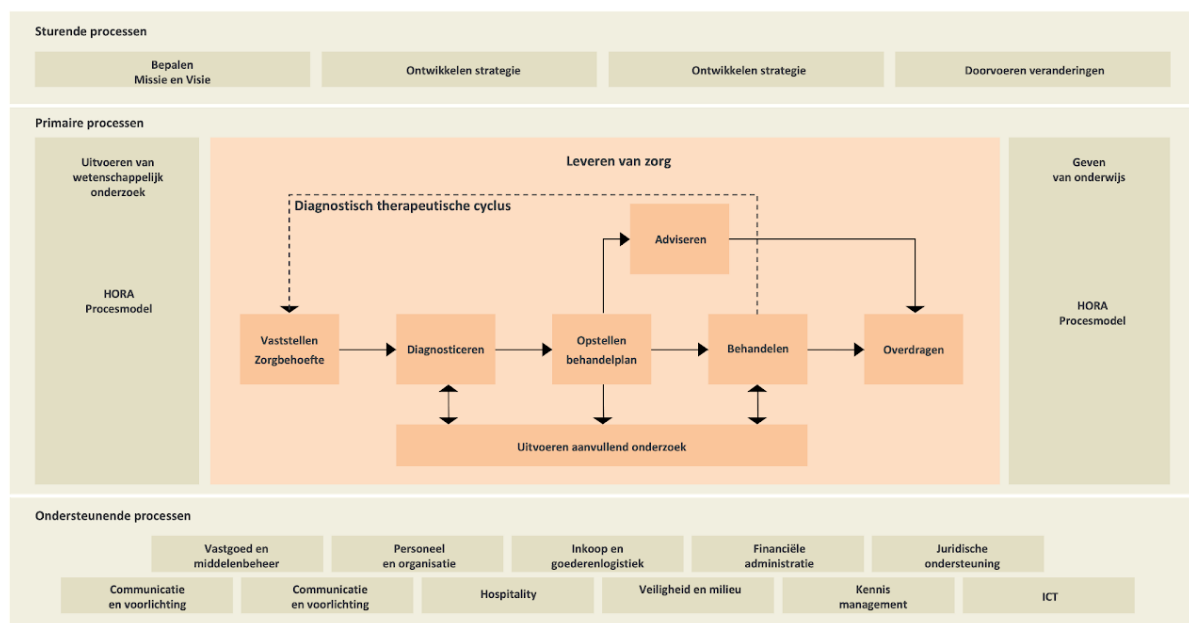 Sturende processen
Bepalen
Missie en Visie
Ontwikkelen strategie
Ontwikkelen strategie
Doorvoeren veranderingen
Primaire processen
Uitvoeren van
wetenschappelijk
onderzoek
HORA
Procesmodel
Leveren van zorg
Diagnostisch therapeutische cyclus
Adviseren
Vaststellen
Zorgbehoefte
Diagnosticeren
Opstellen
behandelplan
Behandelen
Overdragen
Uitvoeren aanvullend onderzoek
Geven
van onderwijs
HORA
Procesmodel
Ondersteunende processen
Vastgoed en
middelenbeheer
Personeel
en organisatie
Inkoop en
goederenlogistiek
Financiële
administratie
Juridische
ondersteuning
Communicatie
en voorlichting
Communicatie
en voorlichting
Hospitality
Veiligheid en milieu
Kennis
management
ICT